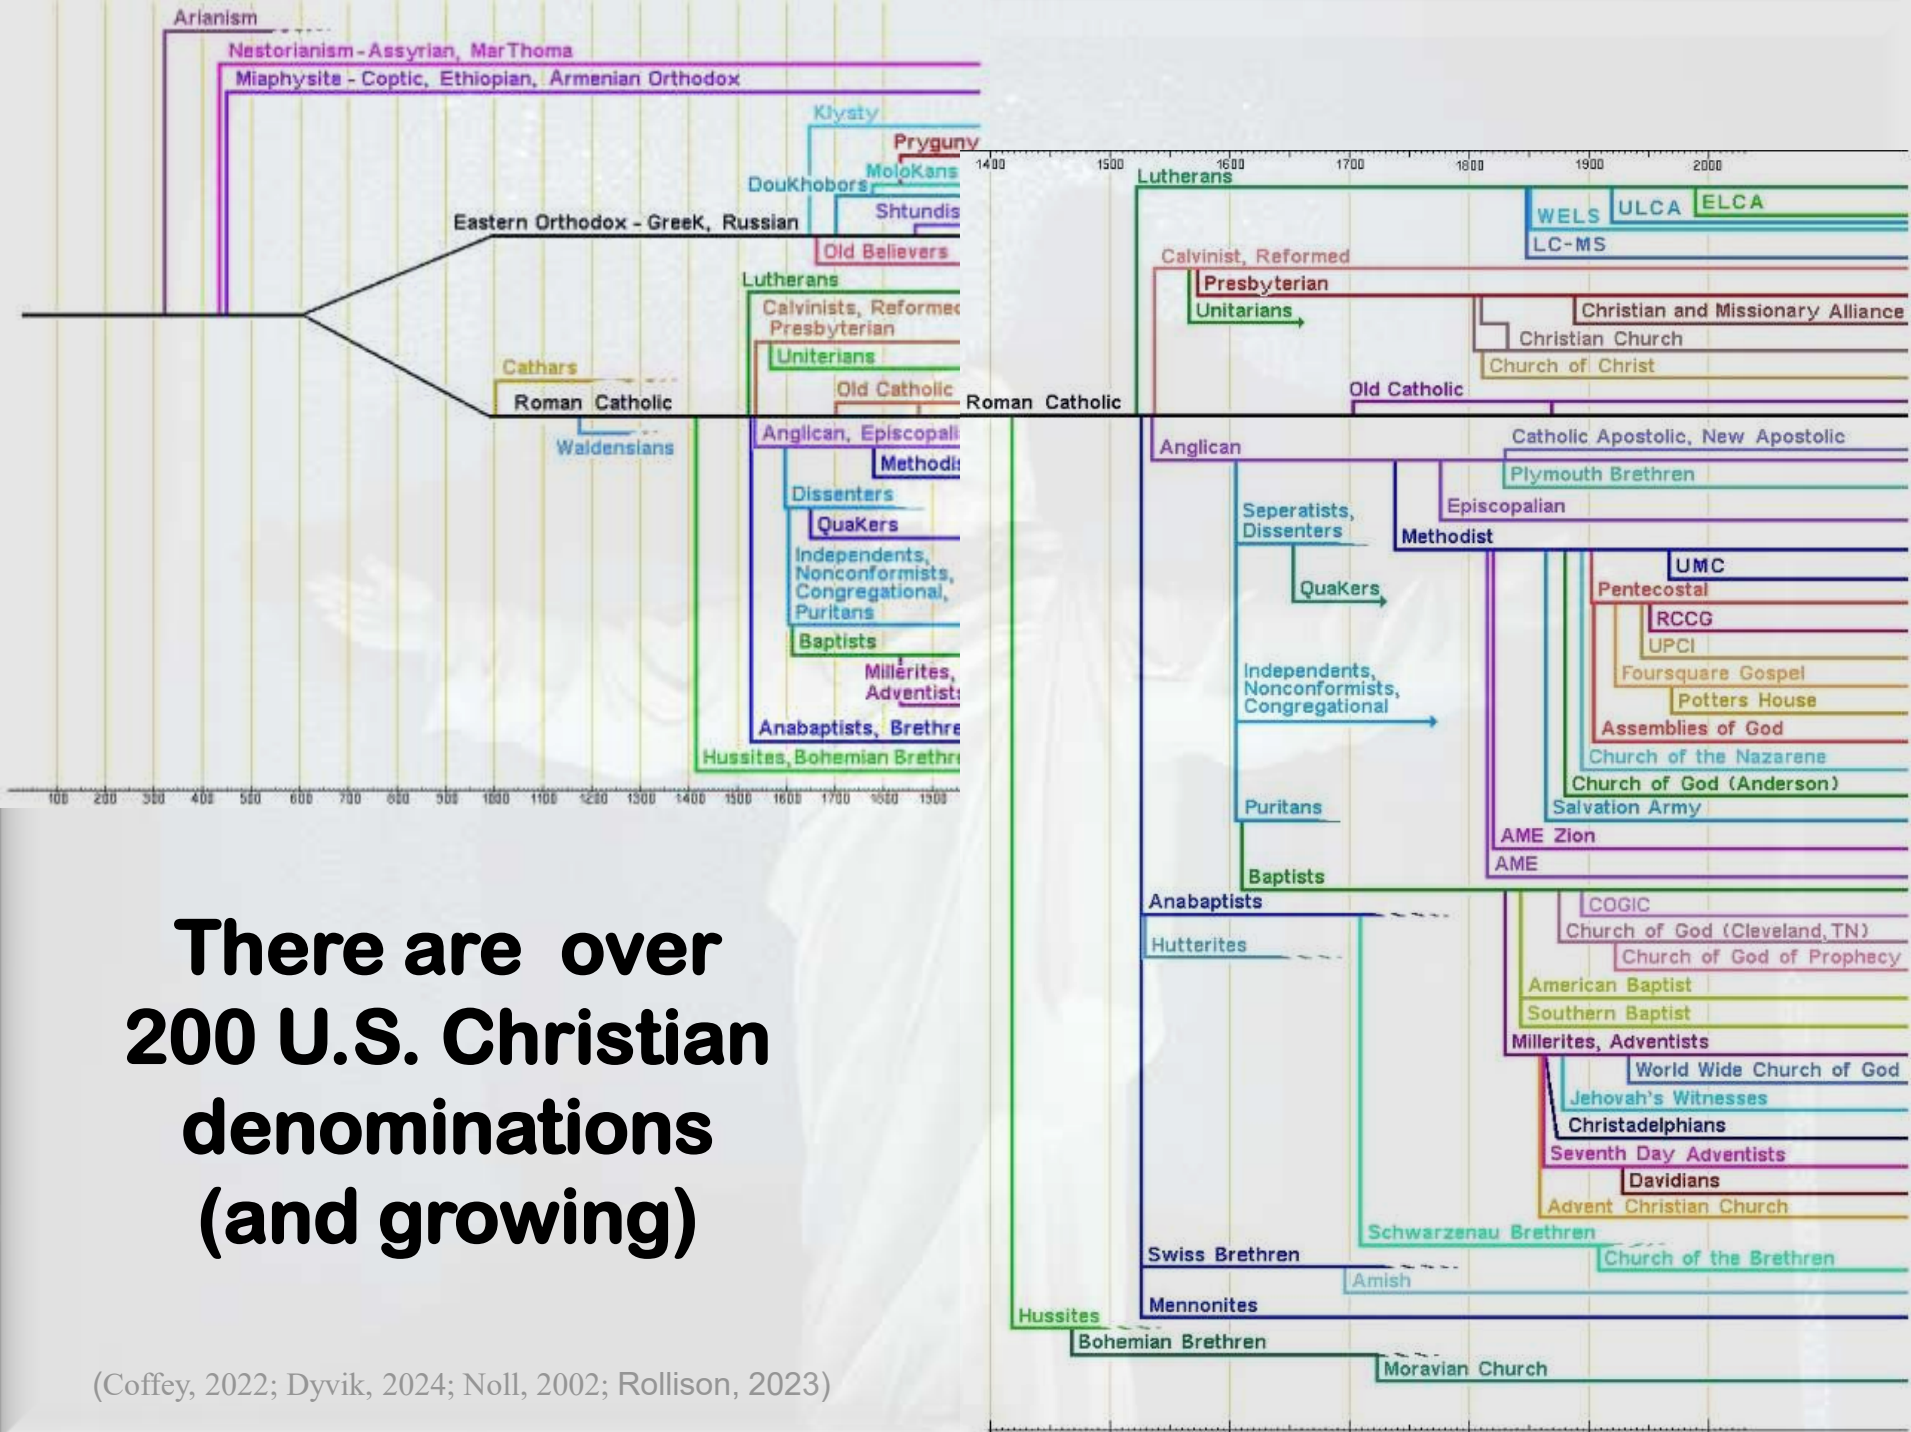 Arianism
Nestorianism - Assyrian, MarThoma
Miaphysite - Coptic, Ethiopian, Armenian Orthodox
Klysty
Pryguny
MoloKans
DouKhobors
Shtundis
Eastern Orthodox - GreeK, Russian
Old Believers
Lutherans
Calvinists, Reformed
Presbyterian
Uniterians
Cathars
Old Catholic
Roman Catholic
Waldensians
Anglican, Episcopali
Methodis
Dissenters
QuaKers
Independents,
Nonconformists,
Congregational,
Puritans
Baptists
Millerites,
Adventists
Anabaptists, Brethre
Hussites, Bohemian Brethre
100 200 300 400 500 600 700 800 900 1000 1100 1200 1300 1400 1500 1600 1700 1800 1900
1400 1500 1600 1700 1800 1900 2000
Lutherans
WELS
ULCA
ELCA
LC-MS
Calvinist, Reformed
Presbyterian
Unitarians
Christian and Missionary Alliance
Christian Church
Church of Christ
Old Catholic
Roman Catholic
Anglican
Catholic Apostolic, New Apostolic
Plymouth Brethren
Episcopalian
Seperatists,
Dissenters
Methodist
QuaKers
UMC
Pentecostal
RCCG
UPCI
Foursquare Gospel
Potters House
Assemblies of God
Independents,
Nonconformists,
Congregational
Church of the Nazarene
Church of God (Anderson)
Puritans
Salvation Army
AME Zion
AME
Baptists
Anabaptists
COGIC
Church of God (Cleveland, TN)
Hutterites
Church of God of Prophecy
American Baptist
Southern Baptist
Millerites, Adventists
World Wide Church of God
Jehovah's Witnesses
Christadelphians
Seventh Day Adventists
Davidians
Advent Christian Church
Schwarzenau Brethren
Swiss Brethren
Church of the Brethren
Amish
Mennonites
Hussites
Bohemian Brethren
Moravian Church
There are over
200 U.S. Christian
denominations
(and growing)
(Coffey, 2022; Dyvik, 2024; Noll, 2002; Rollison, 2023)